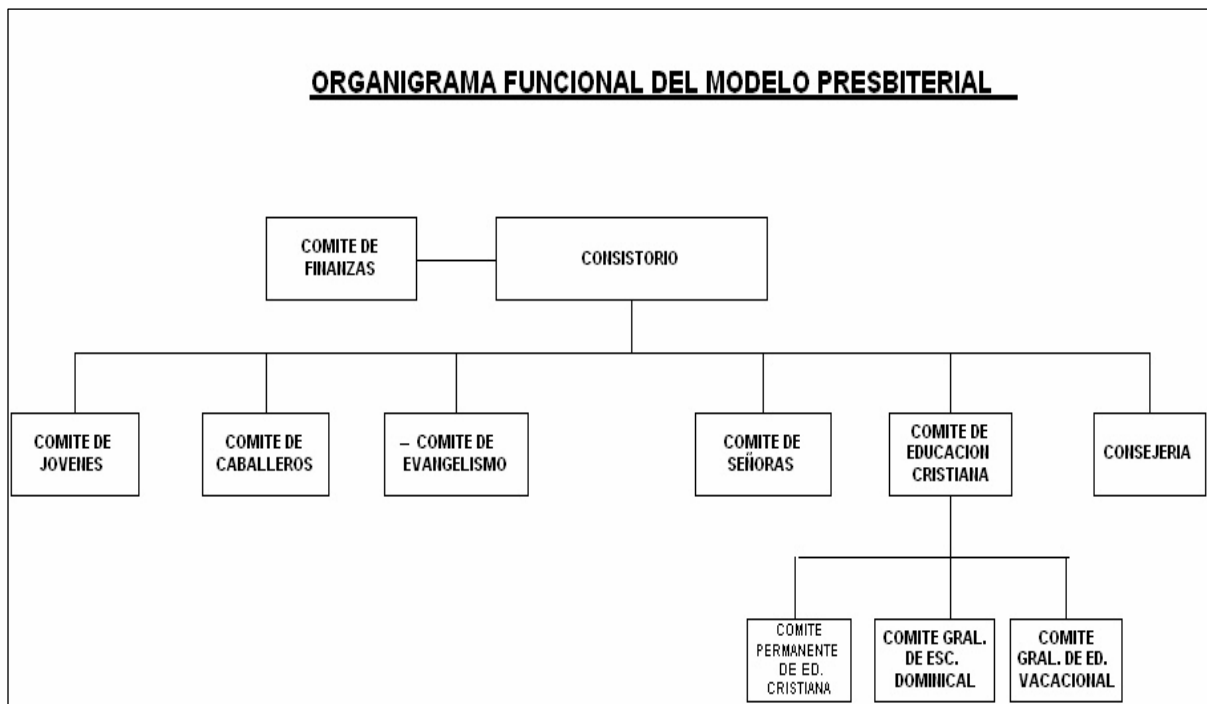 ORGANIGRAMA FUNCIONAL DEL MODELO PRESBITERIAL
COMITE DE
FINANZAS
CONSISTORIO
COMITE DE
JOVENES
COMITE DE
CABALLEROS
– COMITE DE
EVANGELISMO
COMITE DE
SEÑORAS
COMITE DE
EDUCACION
CRISTIANA
CONSEJERIA
COMITE
PERMANENTE
DE ED.
CRISTIANA
COMITE GRAL.
DE ESC.
DOMINICAL
COMITE
GRAL. DE ED.
VACACIONAL